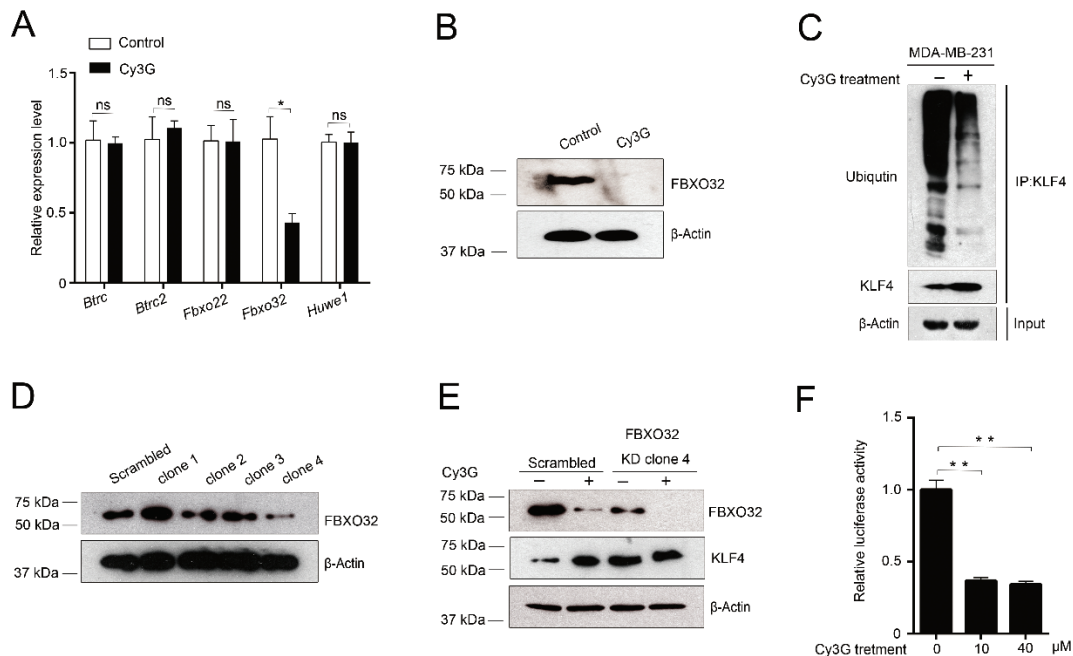 A
Control
Cy3G
Relative expression level
1.5
1.0
0.5
0
ns
ns
ns
*
ns
Btrc
Btrc2
Fbxo22
Fbxo32
Huwe1
B
Control
Cy3G
75 kDa
50 kDa
37 kDa
FBXO32
β-Actin
C
MDA-MB-231
Cy3G treatment
− +
Ubiqutin
KLF4
β-Actin
IP:KLF4
Input
D
Scrambled
clone 1
clone 2
clone 3
clone 4
75 kDa
50 kDa
37 kDa
FBXO32
β-Actin
E
FBXO32
Scrambled KD clone 4
Cy3G − + − +
75 kDa
50 kDa
FBXO32
75 kDa
50 kDa
KLF4
37 kDa
β-Actin
F
Relative luciferase activity
1.5
1.0
0.5
0
* *
* *
Cy3G tretment 0 10 40 μM